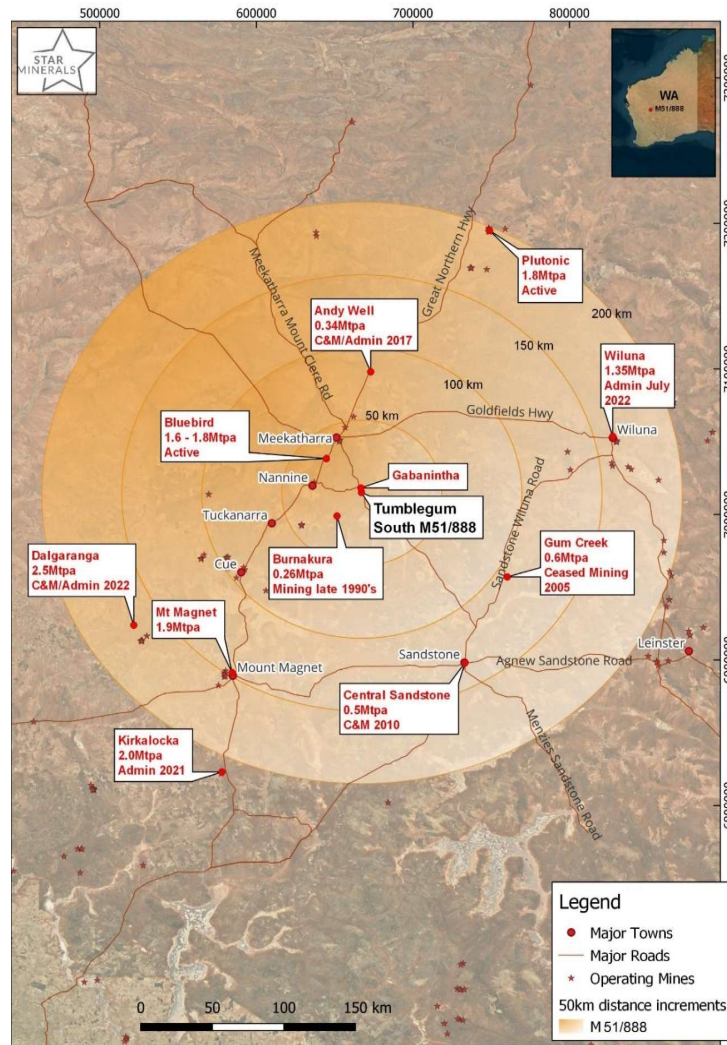 500000
600000
700000
800000
STAR
MINERALS
WA
M51/888
Plutonic
1.8Mtpa
Active
Great Northern Hwy
Meekatharra Mount Clere Rd
200 km
150 km
100 km
50 km
Andy Well
0.34Mtpa
C&M/Admin 2017
Wiluna
1.35Mtpa
Admin July
2022
Goldfields Hwy
Wiluna
Bluebird
1.6 - 1.8Mtpa
Active
Meekatharra
Nannine
Gabanintha
Tumblegum
South M51/888
Tuckanarra
Sandstone Wiluna Road
Dalgaranga
2.5Mtpa
C&M/Admin 2022
Cue
Burnakura
0.26Mtpa
Mining late 1990's
Gum Creek
0.6Mtpa
Ceased Mining
2005
Mt Magnet
1.9Mtpa
Mount Magnet
Sandstone
Agnew Sandstone Road
Leinster
Central Sandstone
0.5Mtpa
C&M 2010
Menzies Sandstone Road
Kirkalocka
2.0Mtpa
Admin 2021
Legend
Major Towns
Major Roads
Operating Mines
50km distance increments
M51/888
0 50 100 150 km